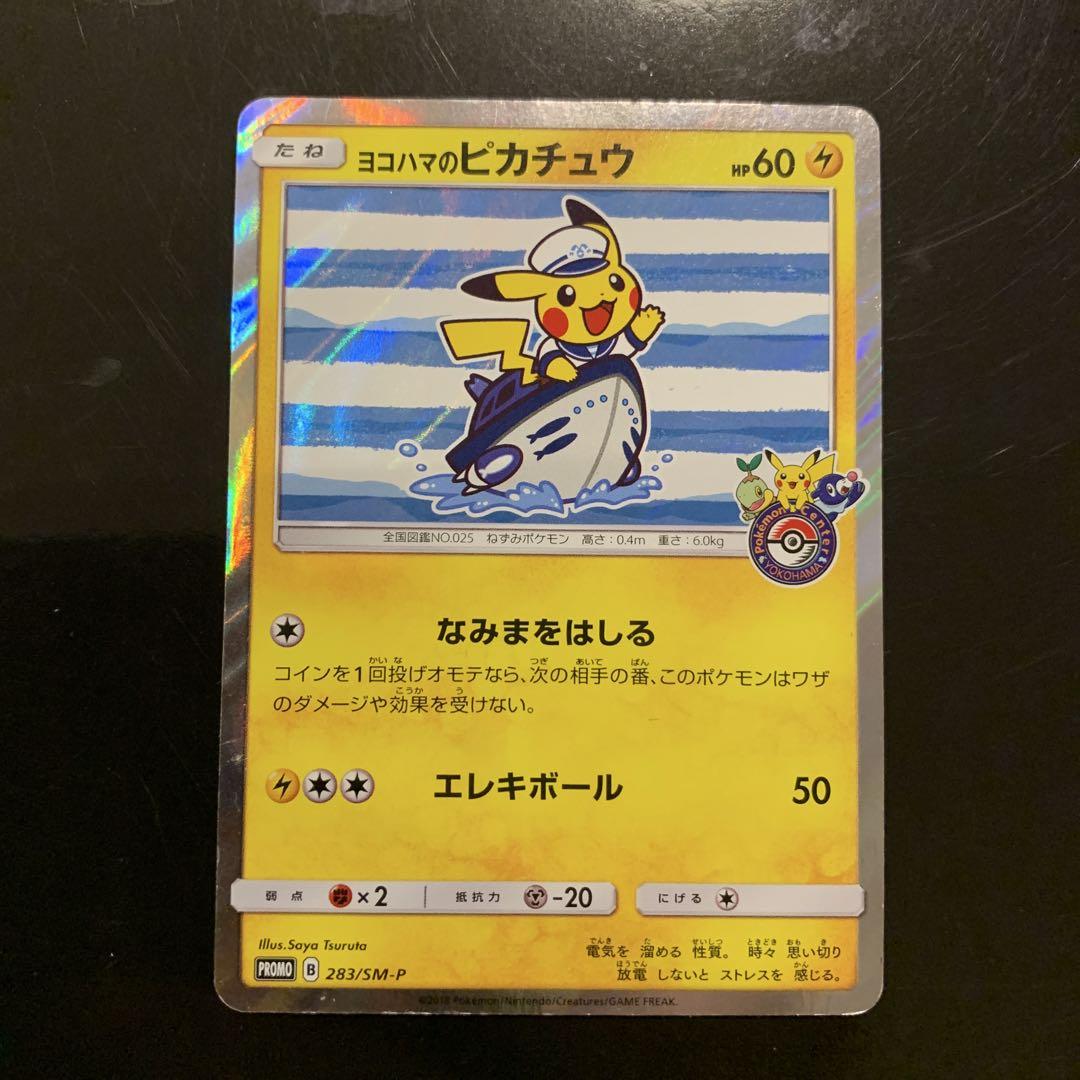 たね
ヨコハマのピカチュウ
HP60
全国図鑑NO.025 ねずみポケモン 高さ:0.4m 重さ:6.0kg
Pokémon Center
YOKOHAMA
なみまをはしる
コインを1回投げオモテなら、次の相手の番、このポケモンはワザ
のダメージや効果を受けない。
エレキボール 50
弱点 ×2 抵抗力 -20 にげる
Illus.Saya Tsuruta
PROMO B 283/SM-P
電気を 溜める 性質。 時々 思い切り
放電 しないと ストレスを 感じる。
©2018 Pokémon/Nintendo/Creatures/GAME FREAK.